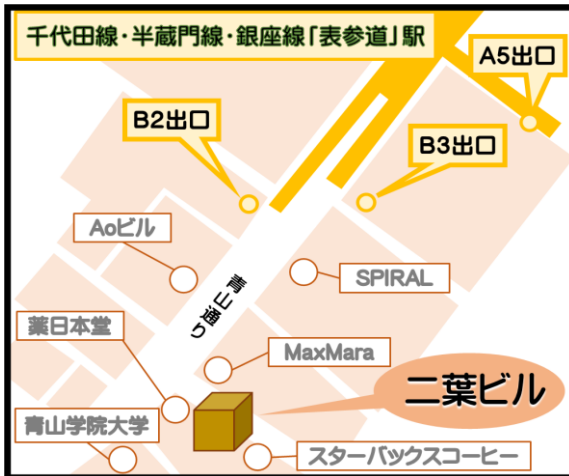 千代田線・半蔵門線・銀座線「表参道」駅
A5出口
B2出口
B3出口
Aoビル
SPIRAL
青山通り
薬日本堂
MaxMara
二葉ビル
青山学院大学
スターバックスコーヒー